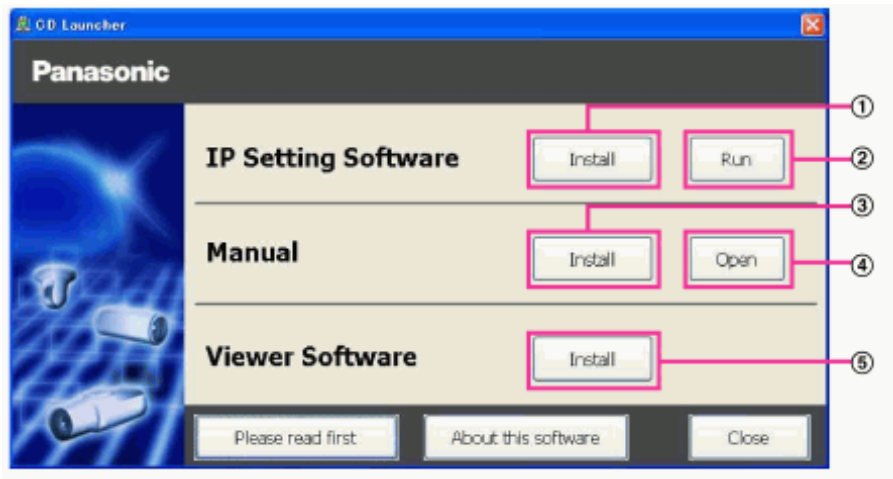 CD Launcher
Panasonic
①
IP Setting Software Install Run ②
③
Manual Install Open ④
Viewer Software Install ⑤
Please read first About this software Close